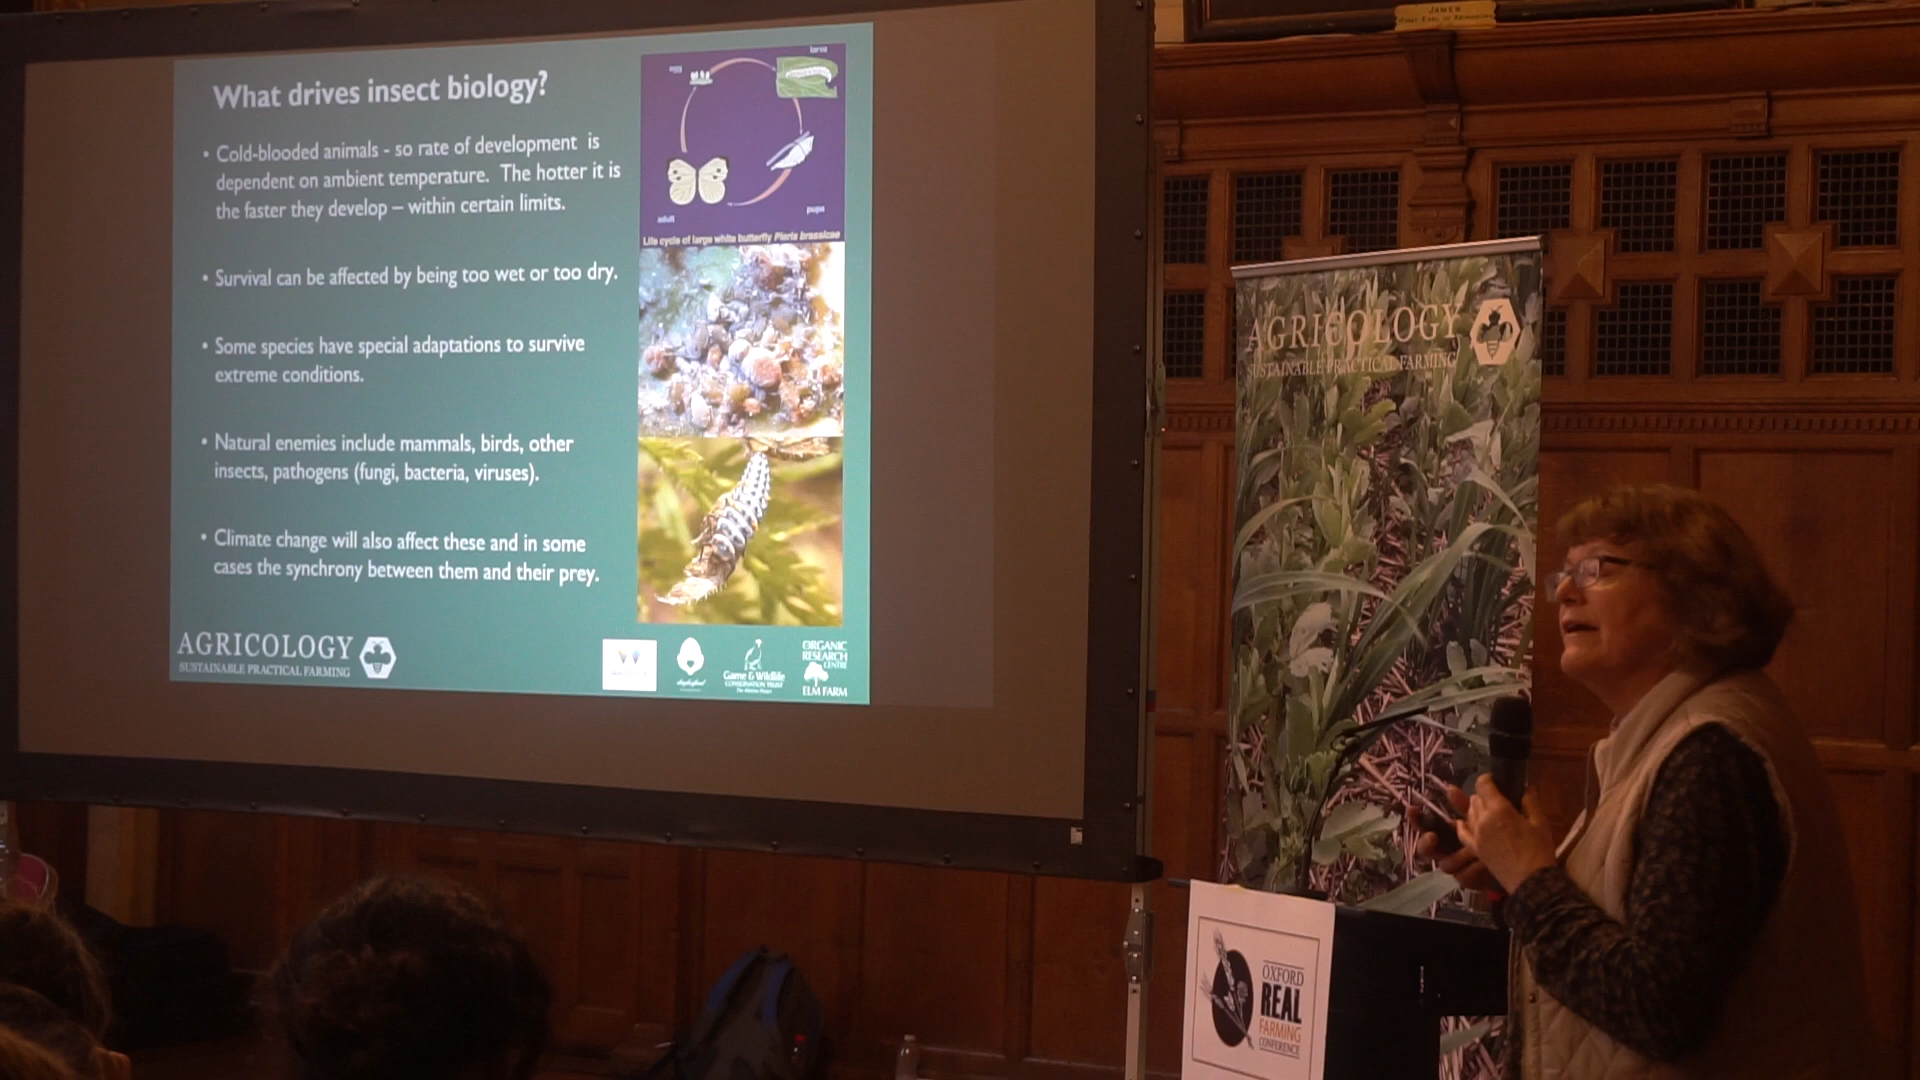 What drives insect biology?
• Cold-blooded animals - so rate of development is
dependent on ambient temperature. The hotter it is
the faster they develop – within certain limits.
• Survival can be affected by being too wet or too dry.
• Some species have special adaptations to survive
extreme conditions.
• Natural enemies include mammals, birds, other
insects, pathogens (fungi, bacteria, viruses).
• Climate change will also affect these and in some
cases the synchrony between them and their prey.
larva
adult
pupa
Life cycle of large white butterfly Pieris brassicae
AGRICOLOGY
SUSTAINABLE PRACTICAL FARMING
Game & Wildlife
CONSERVATION TRUST
ORGANIC
RESEARCH
CENTRE
ELM FARM
JAMES
AGRICOLOGY
SUSTAINABLE PRACTICAL FARMING
OXFORD
REAL
FARMING
CONFERENCE